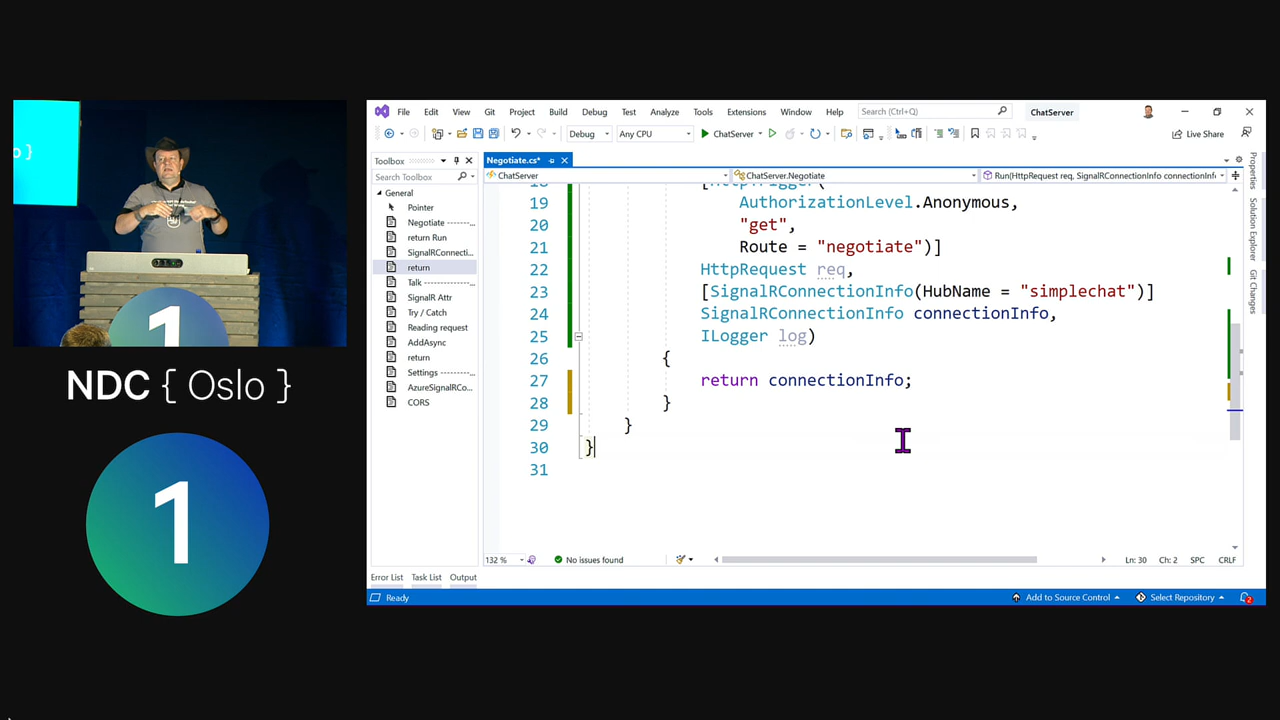 o }
1
NDC { Oslo }
1
File Edit View Git Project Build Debug Test Analyze Tools Extensions Window Help Search (Ctrl+Q) ChatServer
Debug Any CPU ChatServer Live Share
Toolbox
Search Toolbox
General
Pointer
Negotiate -------...
return Run
SignalRConnecti...
return
Talk -------...
SignalR Attr
Try / Catch
Reading request
AddAsync
return
Settings -------...
AzureSignalRCo...
CORS
Negotiate.cs*
ChatServer ChatServer.Negotiate Run(HttpRequest req, SignalRConnectionInfo connectionInfo
18 [HttpTrigger(
19 AuthorizationLevel.Anonymous,
20 "get",
21 Route = "negotiate")]
22 HttpRequest req,
23 [SignalRConnectionInfo(HubName = "simplechat")]
24 SignalRConnectionInfo connectionInfo,
25 ILogger log)
26 {
27 return connectionInfo;
28 }
29 }
30 }
31
132 % No issues found Ln: 30 Ch: 2 SPC CRLF
Error List Task List Output
Ready Add to Source Control Select Repository 2
Properties
Solution Explorer
Git Changes